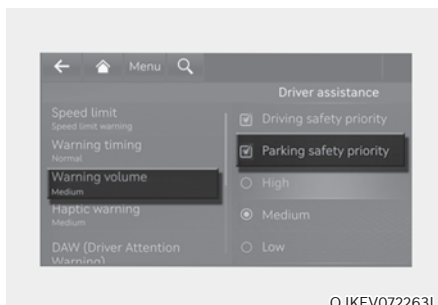 Menu
Driver assistance
Speed limit
Speed limit warning
Warning timing
Normal
Warning volume
Medium
Haptic warning
Medium
DAW (Driver Attention
Warning)
Driving safety priority
Parking safety priority
High
Medium
Low
OJKEV072263L